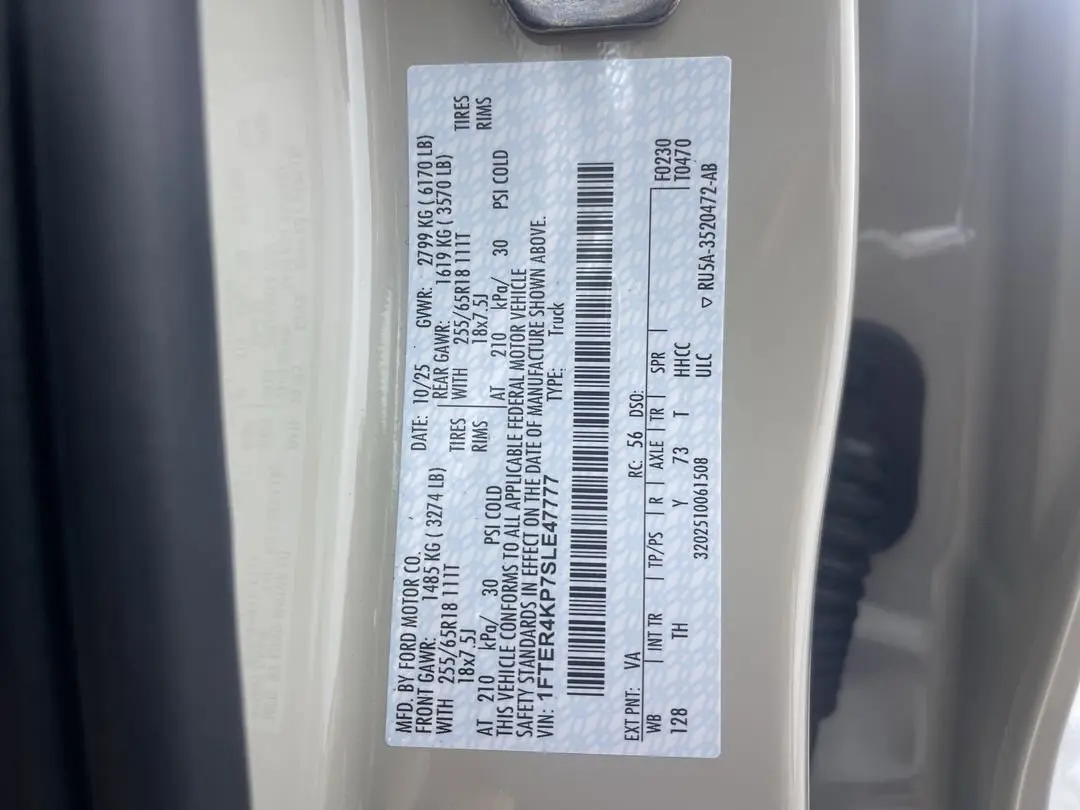 MFD. BY FORD MOTOR CO.
DATE: 10/25 GVWR: 2799 KG ( 6170 LB)
FRONT GAWR: 1485 KG ( 3274 LB)
REAR GAWR: 1619 KG ( 3570 LB)
WITH 255/65R18 111T TIRES
WITH 255/65R18 111T TIRES
18x7.5J RIMS
18x7.5J RIMS
AT 210 kPa/ 30 PSI COLD
AT 210 kPa/ 30 PSI COLD
THIS VEHICLE CONFORMS TO ALL APPLICABLE FEDERAL MOTOR VEHICLE
SAFETY STANDARDS IN EFFECT ON THE DATE OF MANUFACTURE SHOWN ABOVE.
VIN: 1FTER4KP7SLE47777 TYPE: Truck
EXT PNT: VA RC: 56 DSO:
WB INT TR TP/PS R AXLE TR SPR F0230
128 TH Y 73 T HHCC T0470
3202510061508 ULC
▽ RU5A-3520472-AB